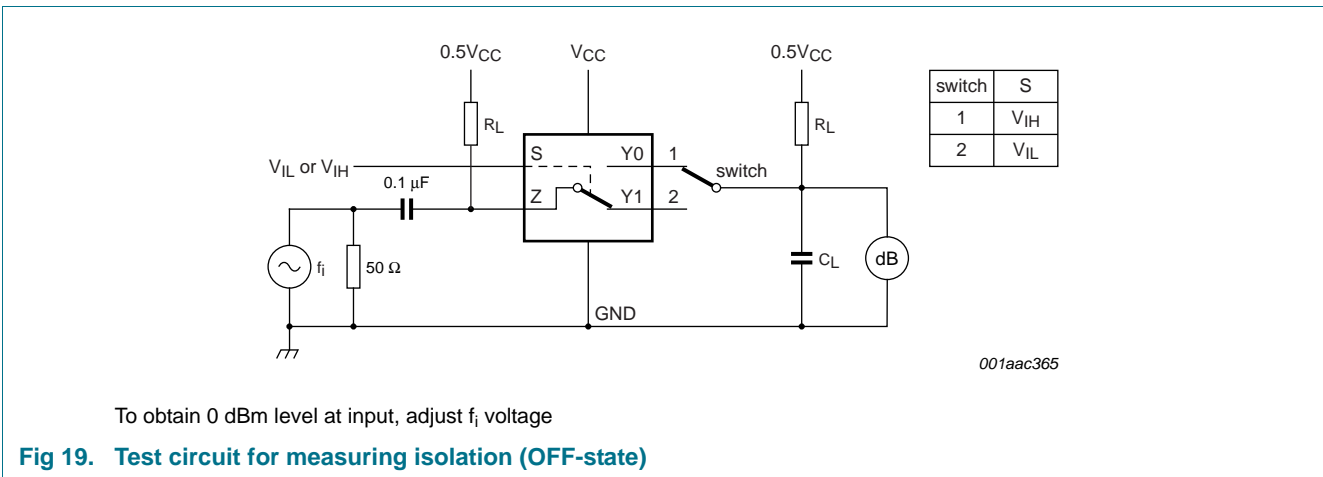 0.5VCC VCC 0.5VCC
switch S
1 VIH
2 VIL
RL RL
S Y0 1
VIL or VIH switch
0.1 μF
Z Y1 2
fi 50 Ω CL dB
GND
001aac365
To obtain 0 dBm level at input, adjust fi voltage
Fig 19. Test circuit for measuring isolation (OFF-state)